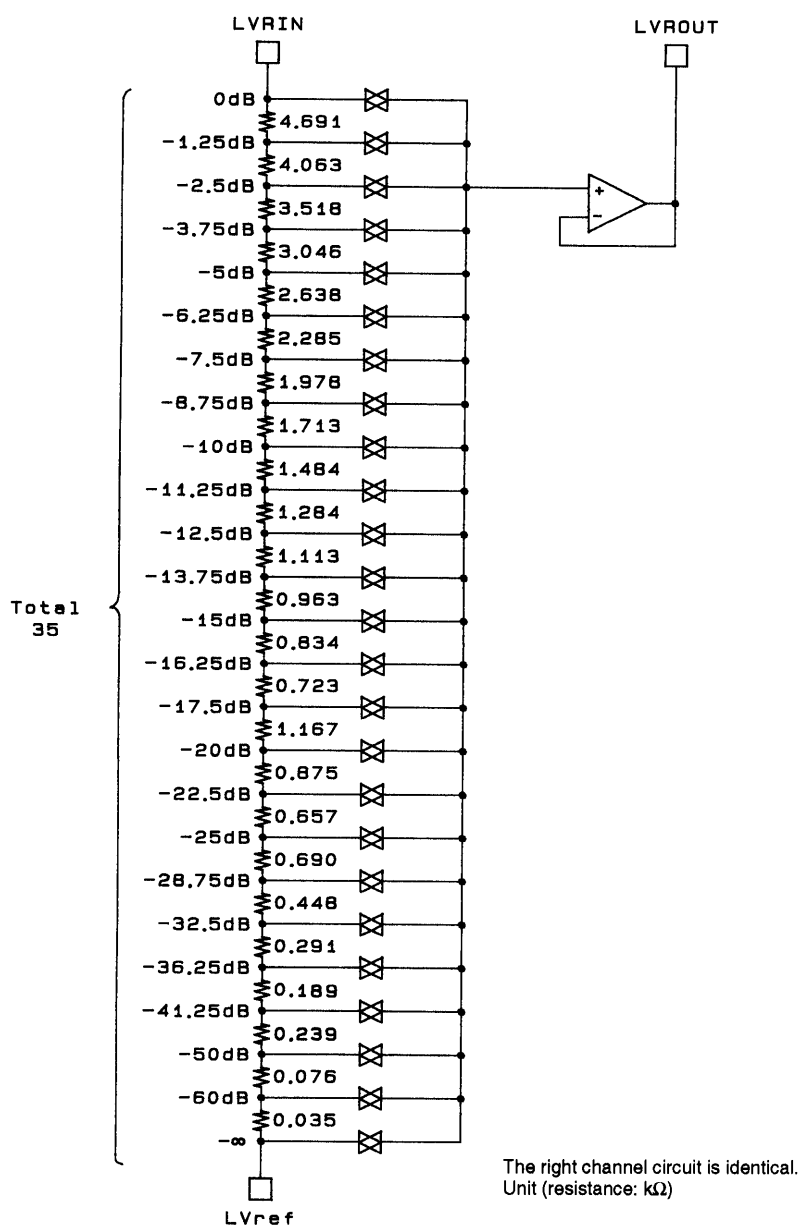 LVRIN
LVROUT
0dB
4.691
-1.25dB
4.063
-2.5dB
+
3.518
-
-3.75dB
3.046
-5dB
2.638
-6.25dB
2.285
-7.5dB
1.978
-8.75dB
1.713
-10dB
1.484
-11.25dB
1.284
-12.5dB
1.113
-13.75dB
0.963
Total
35
-15dB
0.834
-16.25dB
0.723
-17.5dB
1.167
-20dB
0.875
-22.5dB
0.657
-25dB
0.690
-28.75dB
0.448
-32.5dB
0.291
-36.25dB
0.189
-41.25dB
0.239
-50dB
0.076
-60dB
0.035
-∞
LVref
The right channel circuit is identical.
Unit (resistance: kΩ)